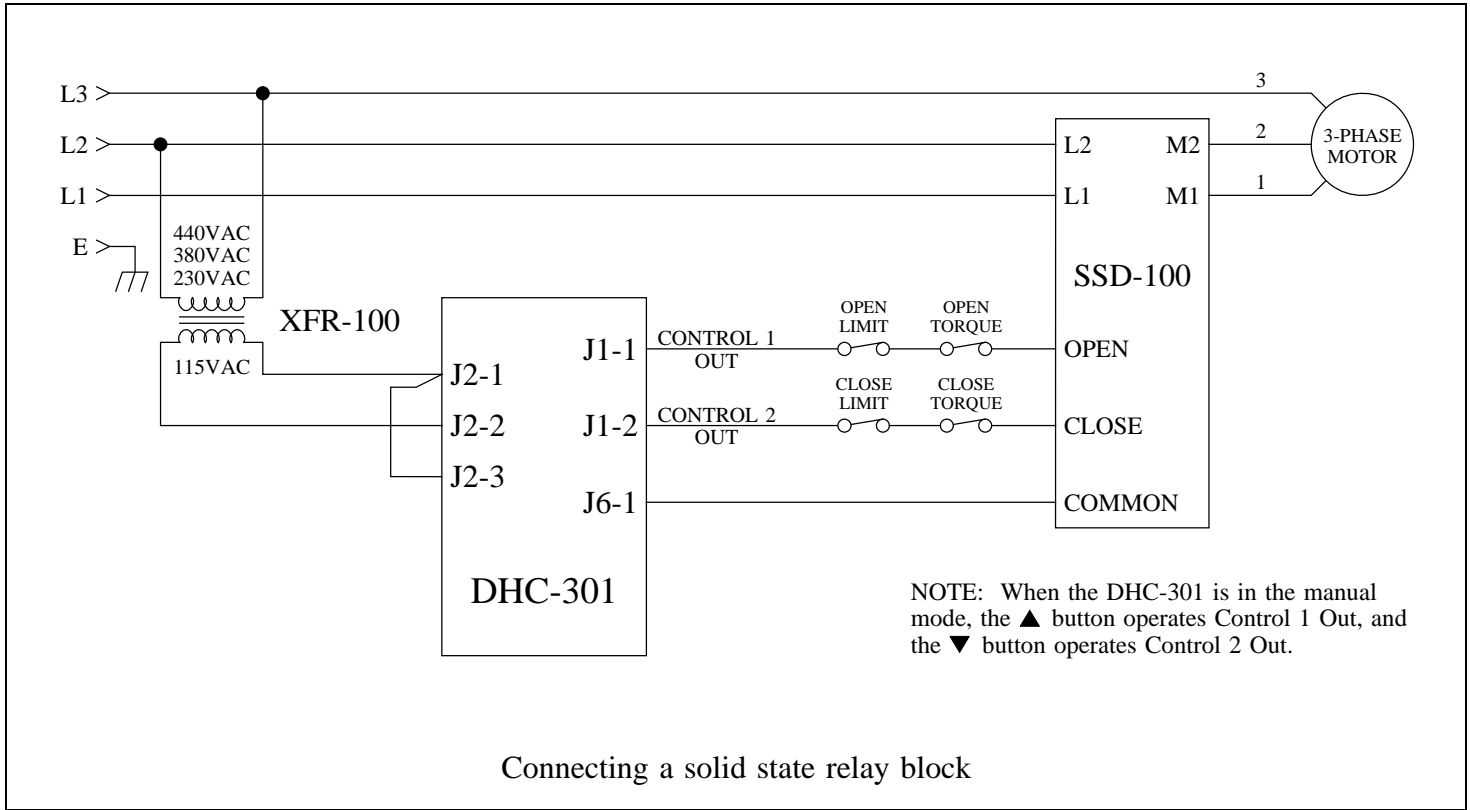 L3
3
L2
L2
M2
2
3-PHASE
MOTOR
L1
L1
M1
1
E
440VAC
380VAC
230VAC
XFR-100
115VAC
SSD-100
J2-1
J2-2
J2-3
J1-1
J1-2
J6-1
DHC-301
CONTROL 1
OUT
OPEN
LIMIT
OPEN
TORQUE
OPEN
CONTROL 2
OUT
CLOSE
LIMIT
CLOSE
TORQUE
CLOSE
COMMON
NOTE: When the DHC-301 is in the manual
mode, the ▲ button operates Control 1 Out, and
the ▼ button operates Control 2 Out.
Connecting a solid state relay block